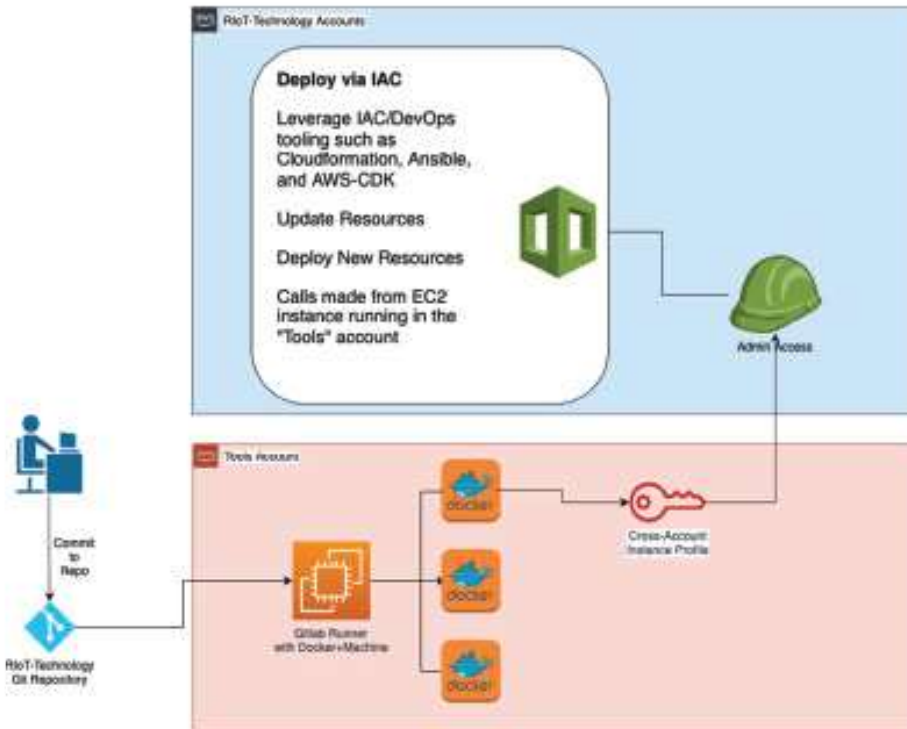 aws RIoT-Technology Accounts
Deploy via IAC
Leverage IAC/DevOps
tooling such as
Cloudformation, Ansible,
and AWS-CDK
Update Resources
Deploy New Resources
Calls made from EC2
instance running in the
"Tools" account
Admin Access
aws Tools Account
Commit
to
Repo
RIoT-Technology
Git Repository
Gitlab Runner
with Docker+Machine
docker
docker
docker
Cross-Account
Instance Profile